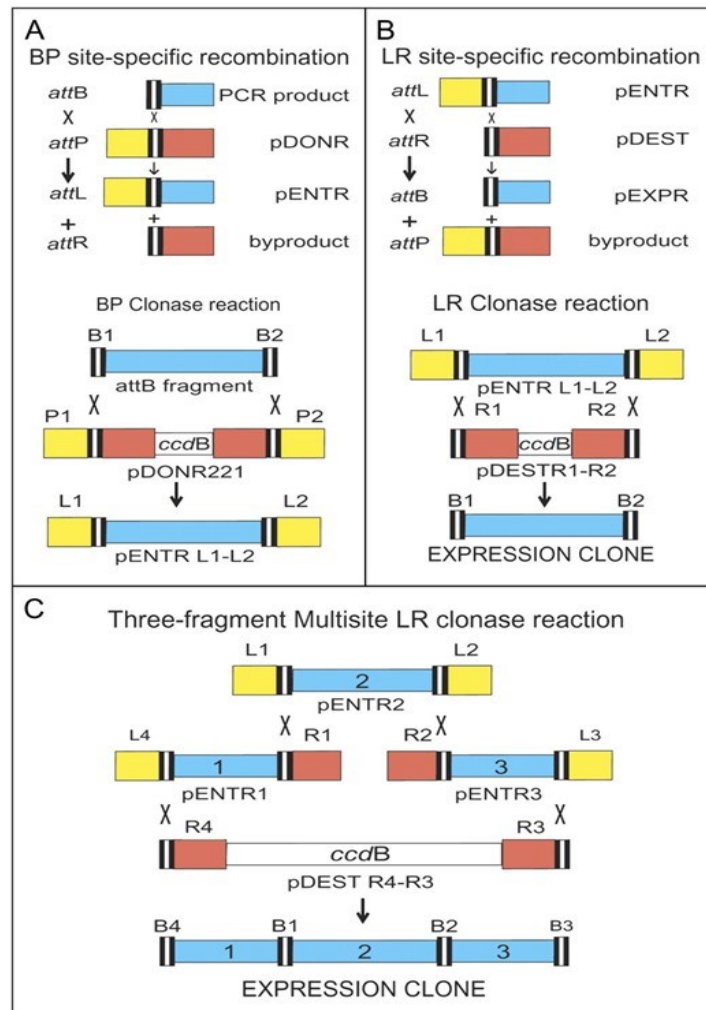 A
BP site-specific recombination
attB PCR product
X X
attP pDONR
attL pENTR
+ +
attR byproduct
BP Clonase reaction
B1 B2
attB fragment
X X
P1 P2
ccdB
pDONR221
L1 L2
pENTR L1-L2
B
LR site-specific recombination
attL pENTR
X X
attR pDEST
attB pEXPR
+ +
attP byproduct
LR Clonase reaction
L1 L2
pENTR L1-L2
X R1 R2 X
ccdB
pDESTR1-R2
B1 B2
EXPRESSION CLONE
C
Three-fragment Multisite LR clonase reaction
L1 L2
2
pENTR2
X X
L4 R1 R2 L3
1 3
pENTR1 pENTR3
X X
R4 R3
ccdB
pDEST R4-R3
B4 B1 B2 B3
1 2 3
EXPRESSION CLONE